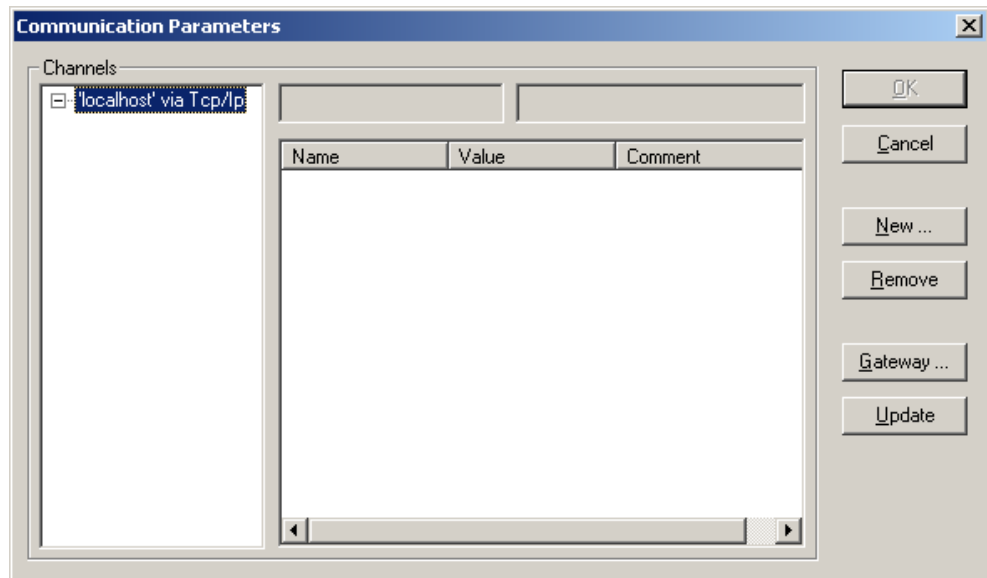 Communication Parameters
Channels
'localhost' via Tcp/Ip
Name Value Comment
OK
Cancel
New ...
Remove
Gateway ...
Update